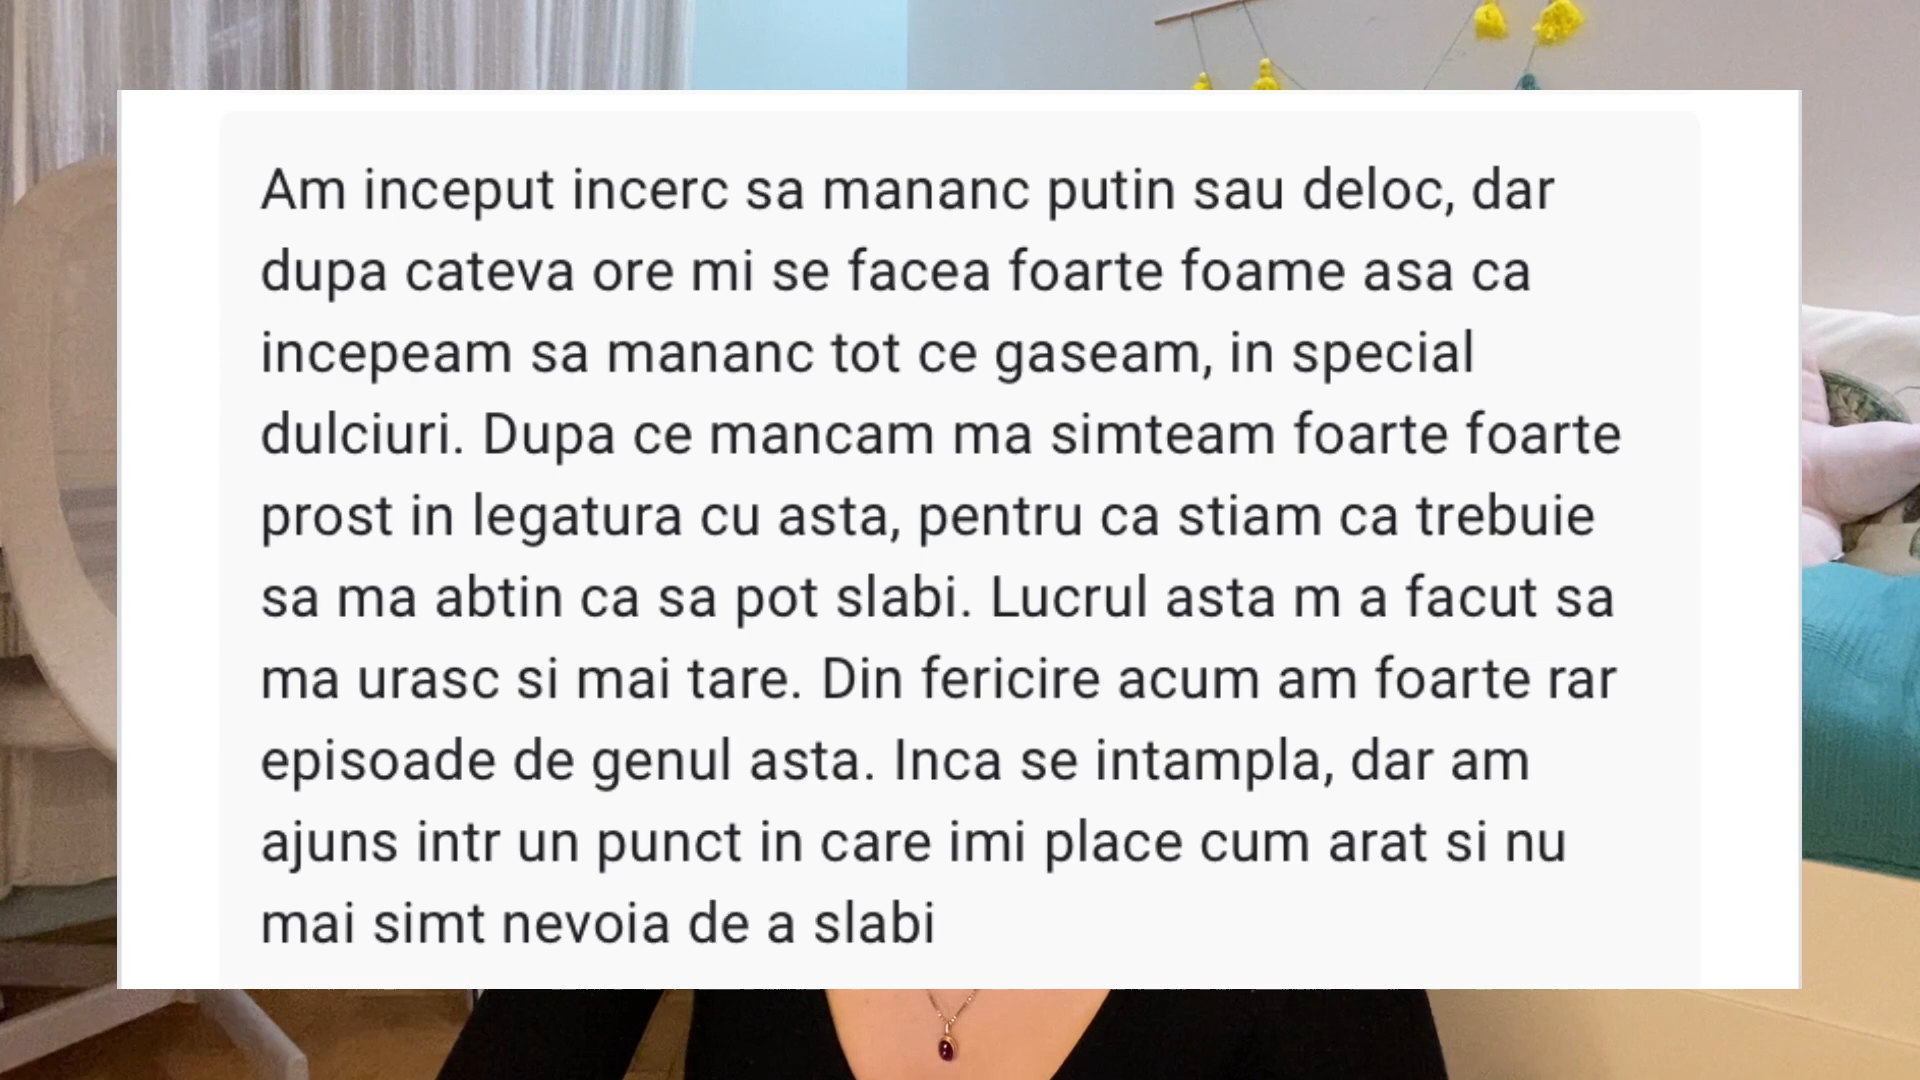 Am inceput incerc sa mananc putin sau deloc, dar
dupa cateva ore mi se facea foarte foame asa ca
incepeam sa mananc tot ce gaseam, in special
dulciuri. Dupa ce mancam ma simteam foarte foarte
prost in legatura cu asta, pentru ca stiam ca trebuie
sa ma abtin ca sa pot slabi. Lucrul asta m a facut sa
ma urasc si mai tare. Din fericire acum am foarte rar
episoade de genul asta. Inca se intampla, dar am
ajuns intr un punct in care imi place cum arat si nu
mai simt nevoia de a slabi